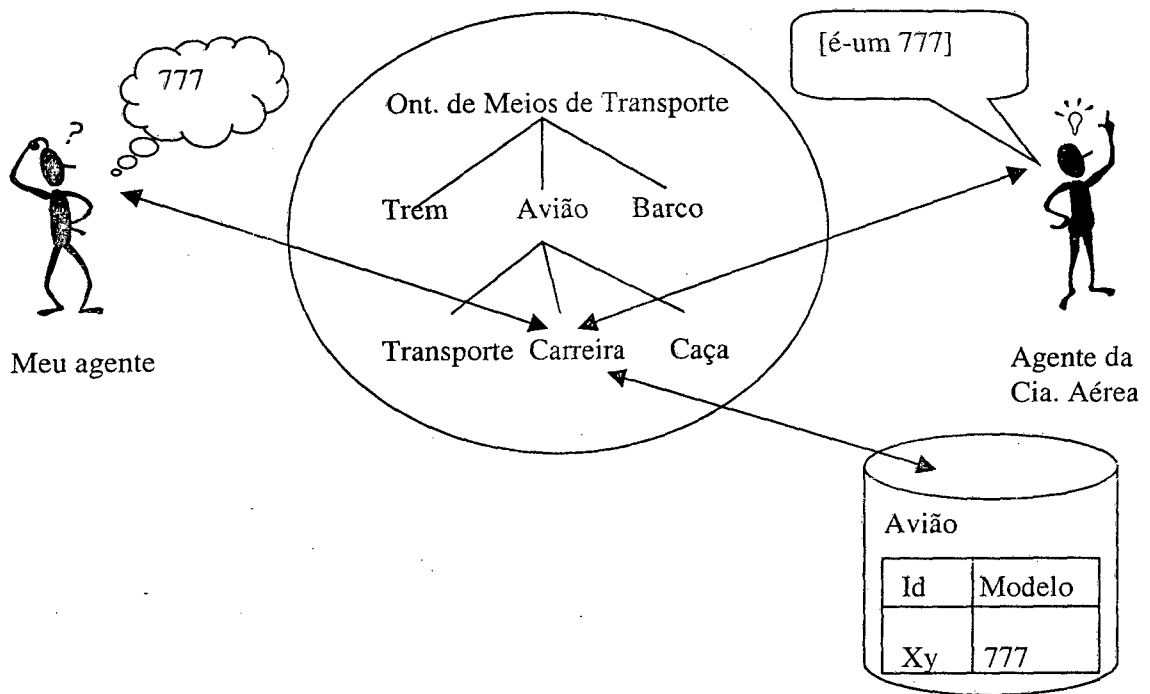 777
?
Meu agente
Ont. de Meios de Transporte
Trem Avião Barco
Transporte Carreira Caça
[é-um 777]
Agente da
Cia. Aérea
Avião
Id Modelo
Xy 777